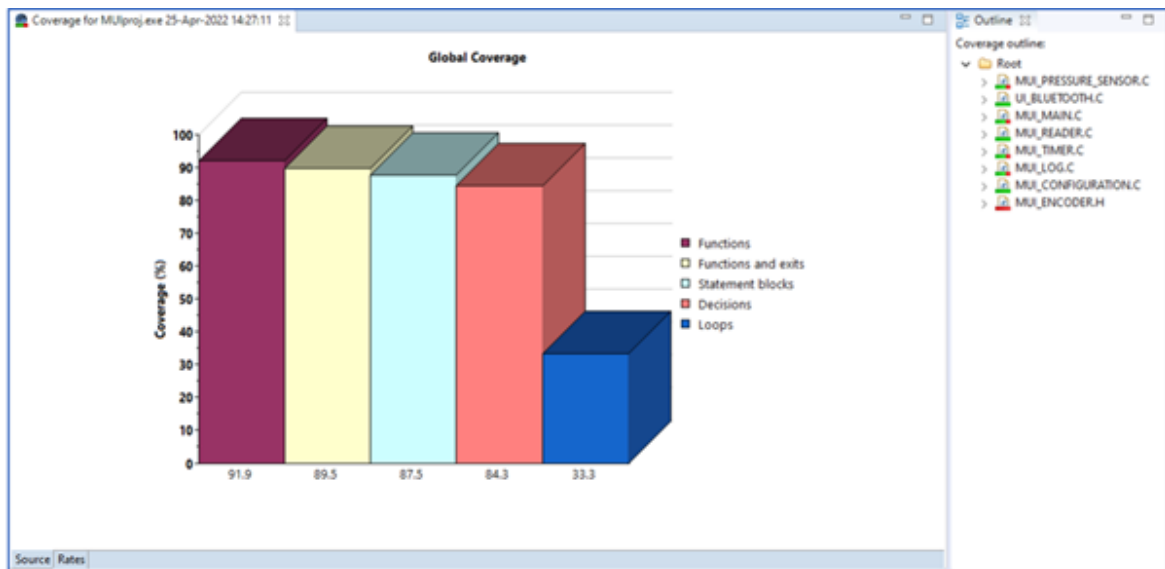 Coverage for MUIproj.exe 25-Apr-2022 14:27:11
Global Coverage
Coverage (%)
100
90
80
70
60
50
40
30
20
10
0
91.9
89.5
87.5
84.3
33.3
Functions
Functions and exits
Statement blocks
Decisions
Loops
Source Rates
Outline
Coverage outline:
Root
MUI_PRESSURE_SENSOR.C
UI_BLUETOOTH.C
MUI_MAIN.C
MUI_READER.C
MUI_TIMER.C
MUI_LOG.C
MUI_CONFIGURATION.C
MUI_ENCODER.H